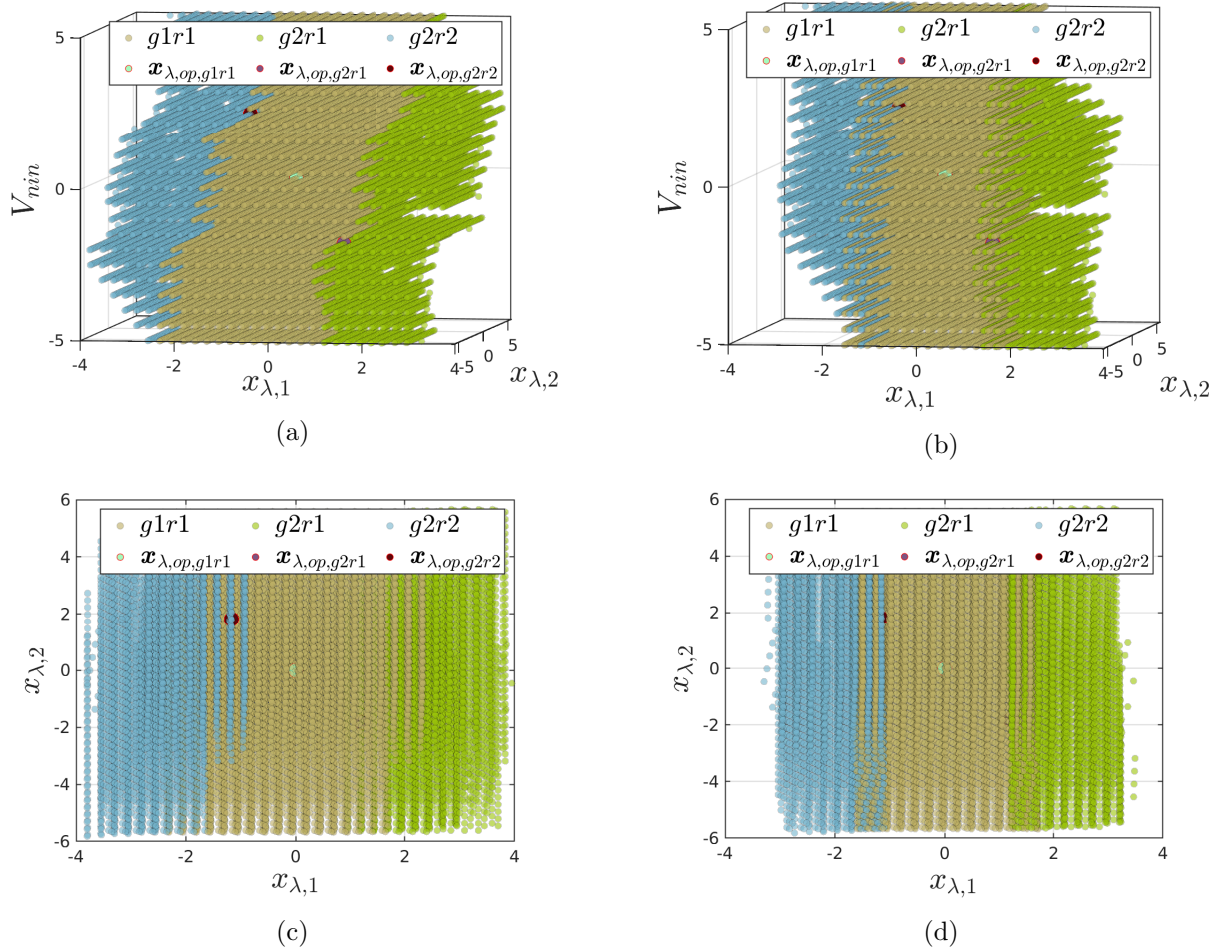 g1r1 g2r1 g2r2
x_{λ,op,g1r1} x_{λ,op,g2r1} x_{λ,op,g2r2}
5
0
-5
V_{nin}
-4 -2 0 2 4 -5 0 5
x_{λ,1} x_{λ,2}
(a)
g1r1 g2r1 g2r2
x_{λ,op,g1r1} x_{λ,op,g2r1} x_{λ,op,g2r2}
5
0
-5
V_{nin}
-4 -2 0 2 4 -5 0 5
x_{λ,1} x_{λ,2}
(b)
g1r1 g2r1 g2r2
x_{λ,op,g1r1} x_{λ,op,g2r1} x_{λ,op,g2r2}
6
4
2
0
-2
-4
-6
x_{λ,2}
-4 -2 0 2 4
x_{λ,1}
(c)
g1r1 g2r1 g2r2
x_{λ,op,g1r1} x_{λ,op,g2r1} x_{λ,op,g2r2}
6
4
2
0
-2
-4
-6
x_{λ,2}
-4 -2 0 2 4
x_{λ,1}
(d)